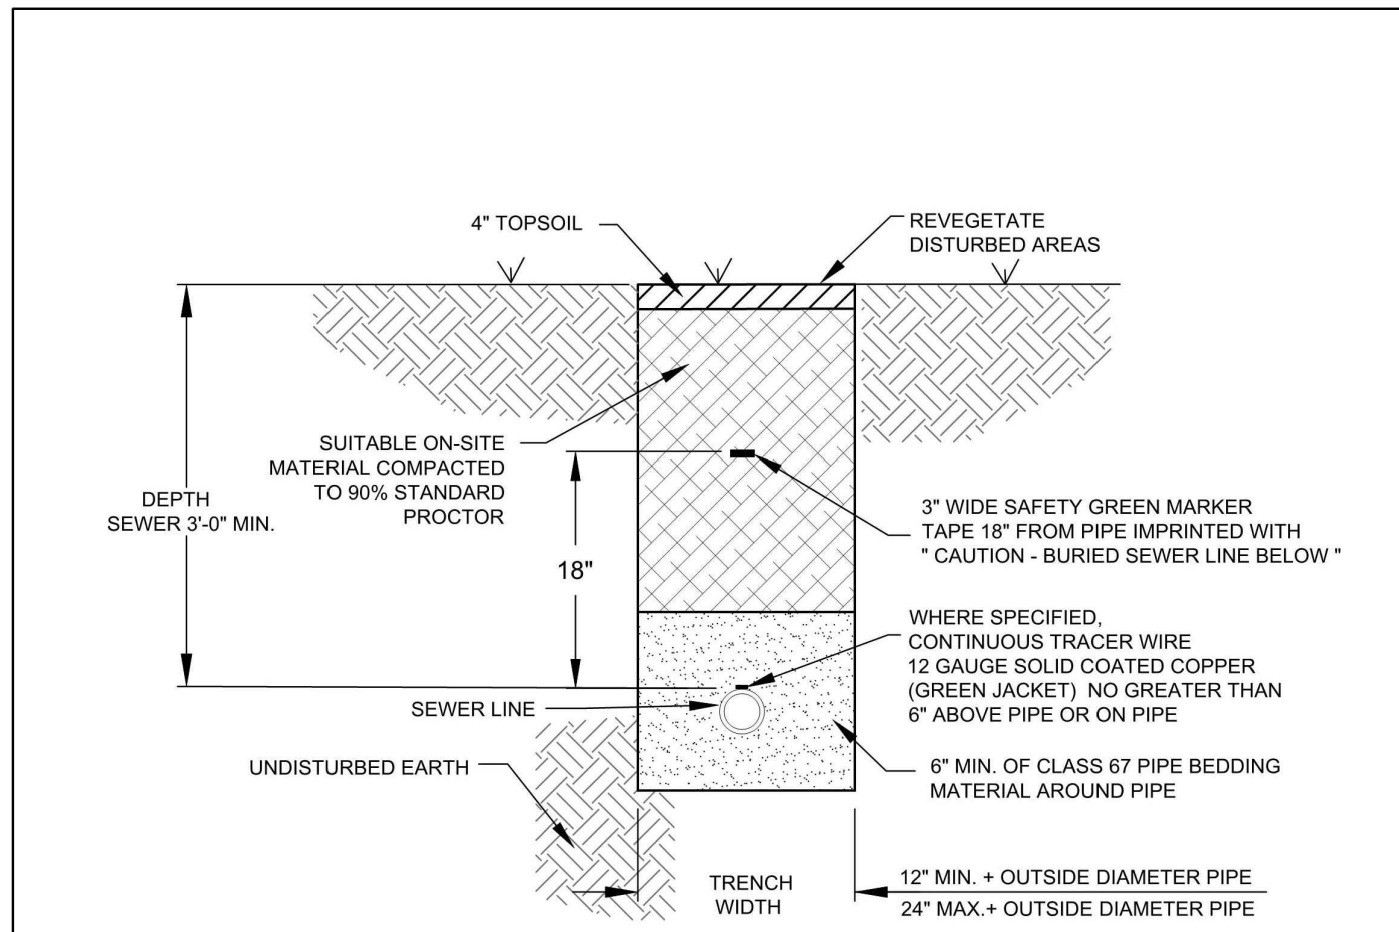 4" TOPSOIL
REVEGETATE
DISTURBED AREAS
SUITABLE ON-SITE
MATERIAL COMPACTED
TO 90% STANDARD
PROCTOR
DEPTH
SEWER 3'-0" MIN.
18"
3" WIDE SAFETY GREEN MARKER
TAPE 18" FROM PIPE IMPRINTED WITH
" CAUTION - BURIED SEWER LINE BELOW "
WHERE SPECIFIED,
CONTINUOUS TRACER WIRE
12 GAUGE SOLID COATED COPPER
(GREEN JACKET) NO GREATER THAN
6" ABOVE PIPE OR ON PIPE
SEWER LINE
UNDISTURBED EARTH
6" MIN. OF CLASS 67 PIPE BEDDING
MATERIAL AROUND PIPE
TRENCH
WIDTH
12" MIN. + OUTSIDE DIAMETER PIPE
24" MAX.+ OUTSIDE DIAMETER PIPE